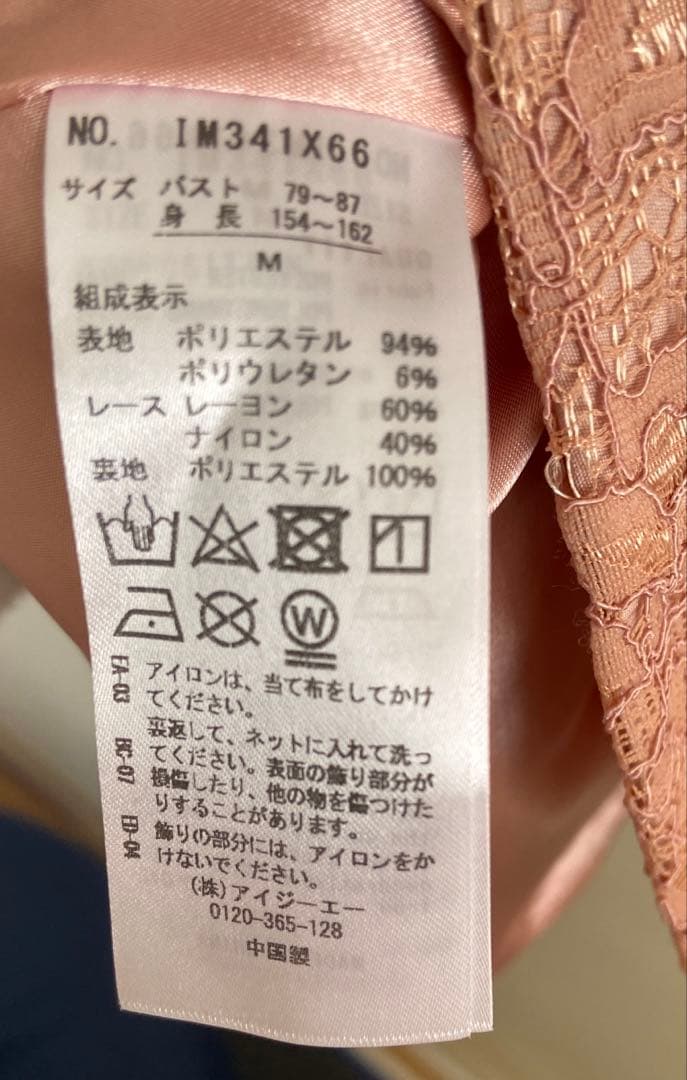 NO. IM341X66
サイズ バスト 79~87
身長 154~162
M
組成表示
表地 ポリエステル 94%
ポリウレタン 6%
レース レーヨン 60%
ナイロン 40%
裏地 ポリエステル 100%
W
EA-03 アイロンは、当て布をしてかけ
てください。
BC-07 裏返して、ネットに入れて洗っ
てください。表面の飾り部分が
損傷したり、他の物を傷つけた
りすることがあります。
ED-04 飾りの部分には、アイロンをか
けないでください。
(株)アイジーエー
0120-365-128
中国製